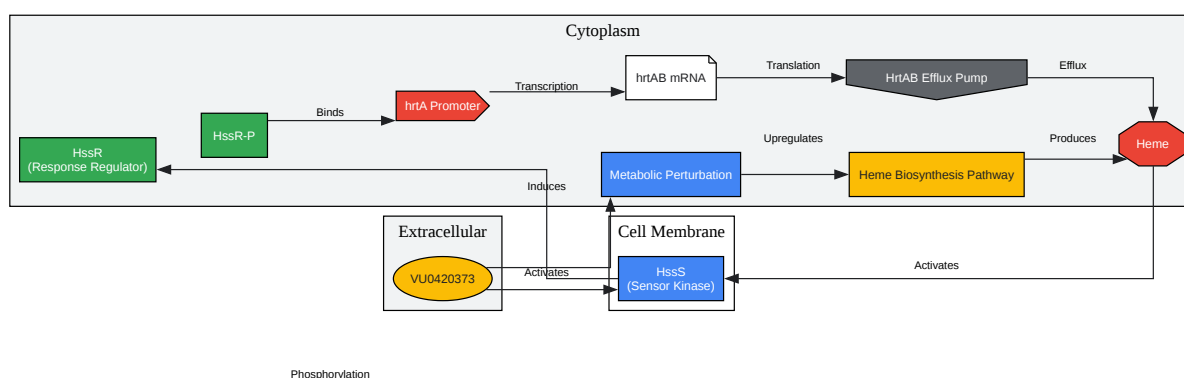 Cytoplasm
hrtAB mRNA
Translation
HrtAB Efflux Pump
Efflux
Transcription
hrtA Promoter
Binds
HssR-P
HssR
(Response Regulator)
Upregulates
Produces
Heme
Metabolic Perturbation
Heme Biosynthesis Pathway
Induces
Extracellular
Cell Membrane
VU0420373
Activates
HssS
(Sensor Kinase)
Activates
Phosphorylation